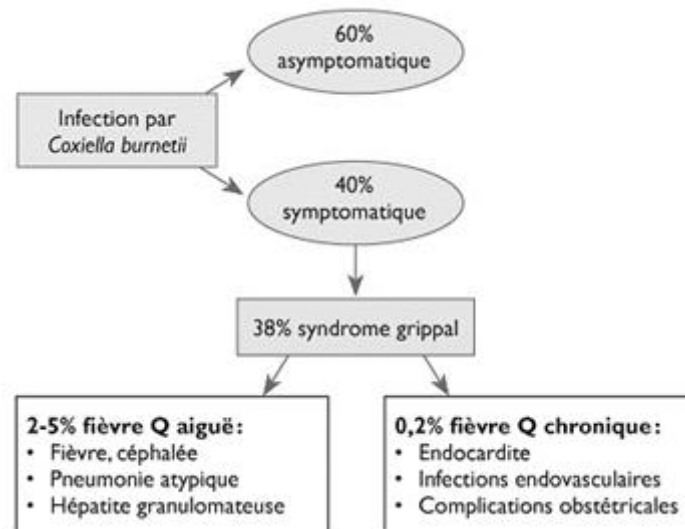 60%
asymptomatique
Infection par
Coxiella burnetii
40%
symptomatique
38% syndrome grippal
2-5% fièvre Q aiguë :
• Fièvre, céphalée
• Pneumonie atypique
• Hépatite granulomateuse
0,2% fièvre Q chronique :
• Endocardite
• Infections endovasculaires
• Complications obstétricales